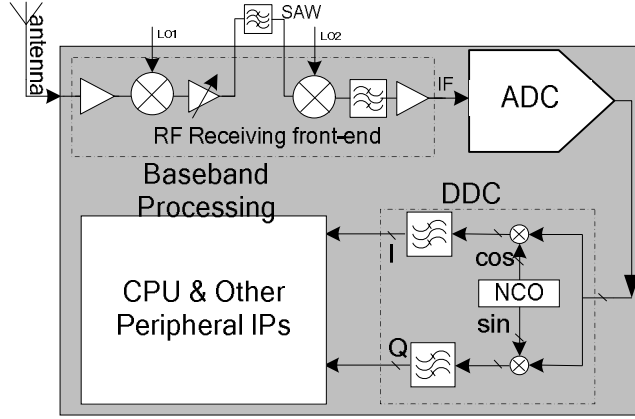 antenna
SAW
LO1
LO2
IF
ADC
RF Receiving front-end
Baseband
Processing
DDC
I
cos
CPU & Other
Peripheral IPs
NCO
sin
Q